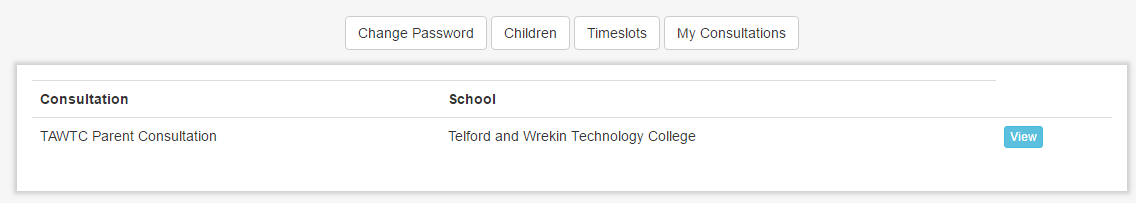 Change Password Children Timeslots My Consultations
Consultation School
TAWTC Parent Consultation Telford and Wrekin Technology College View